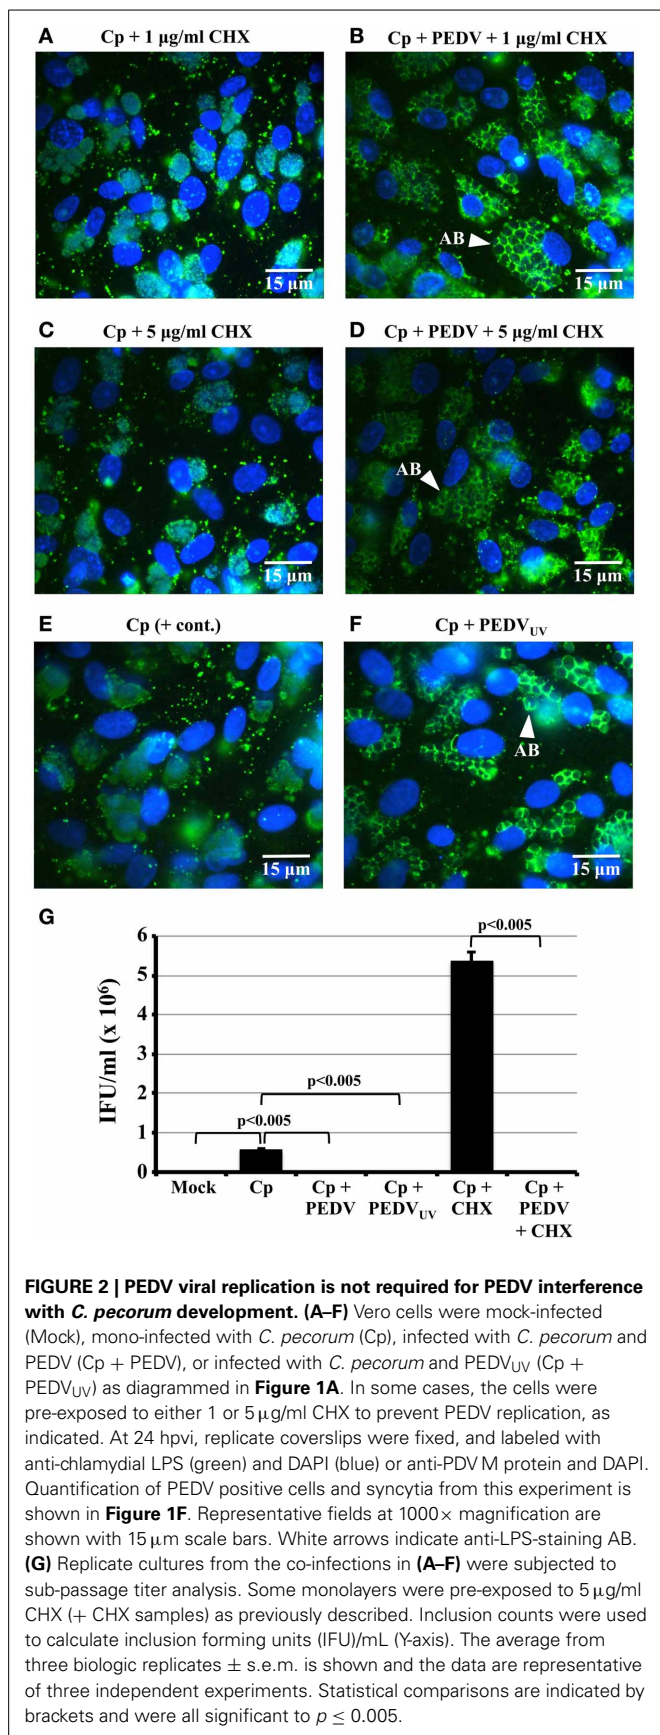 A Cp + 1 µg/ml CHX
B Cp + PEDV + 1 µg/ml CHX
AB
15 µm
15 µm
C Cp + 5 µg/ml CHX
D Cp + PEDV + 5 µg/ml CHX
AB
15 µm
15 µm
E Cp (+ cont.)
F Cp + PEDVUV
AB
15 µm
15 µm
G
IFU/ml (x 10⁶)
6
5
4
3
2
1
0
p<0.005
p<0.005
p<0.005
Mock
Cp
Cp +
PEDV
Cp +
PEDVUV
Cp +
CHX
Cp +
PEDV
+ CHX
FIGURE 2 | PEDV viral replication is not required for PEDV interference
with C. pecorum development. (A–F) Vero cells were mock-infected
(Mock), mono-infected with C. pecorum (Cp), infected with C. pecorum and
PEDV (Cp + PEDV), or infected with C. pecorum and PEDVUV (Cp +
PEDVUV) as diagrammed in Figure 1A. In some cases, the cells were
pre-exposed to either 1 or 5 µg/ml CHX to prevent PEDV replication, as
indicated. At 24 hpvi, replicate coverslips were fixed, and labeled with
anti-chlamydial LPS (green) and DAPI (blue) or anti-PDV M protein and DAPI.
Quantification of PEDV positive cells and syncytia from this experiment is
shown in Figure 1F. Representative fields at 1000× magnification are
shown with 15 µm scale bars. White arrows indicate anti-LPS-staining AB.
(G) Replicate cultures from the co-infections in (A–F) were subjected to
sub-passage titer analysis. Some monolayers were pre-exposed to 5 µg/ml
CHX (+ CHX samples) as previously described. Inclusion counts were used
to calculate inclusion forming units (IFU)/mL (Y-axis). The average from
three biologic replicates ± s.e.m. is shown and the data are representative
of three independent experiments. Statistical comparisons are indicated by
brackets and were all significant to p ≤ 0.005.